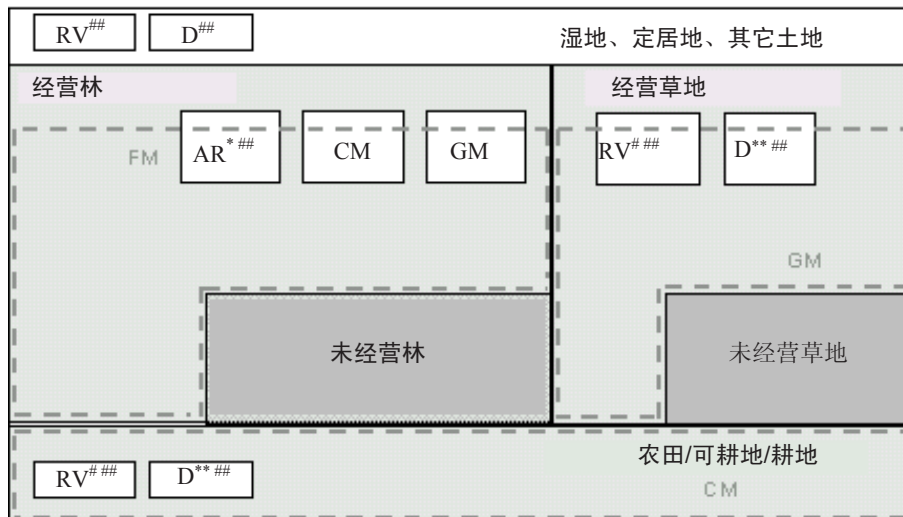 RV## D## 湿地、定居地、其它土地
经营林 经营草地
FM AR* ## CM GM RV# ## D** ##
GM
未经营林 未经营草地
农田/可耕地/耕地
RV# ## D** ## CM